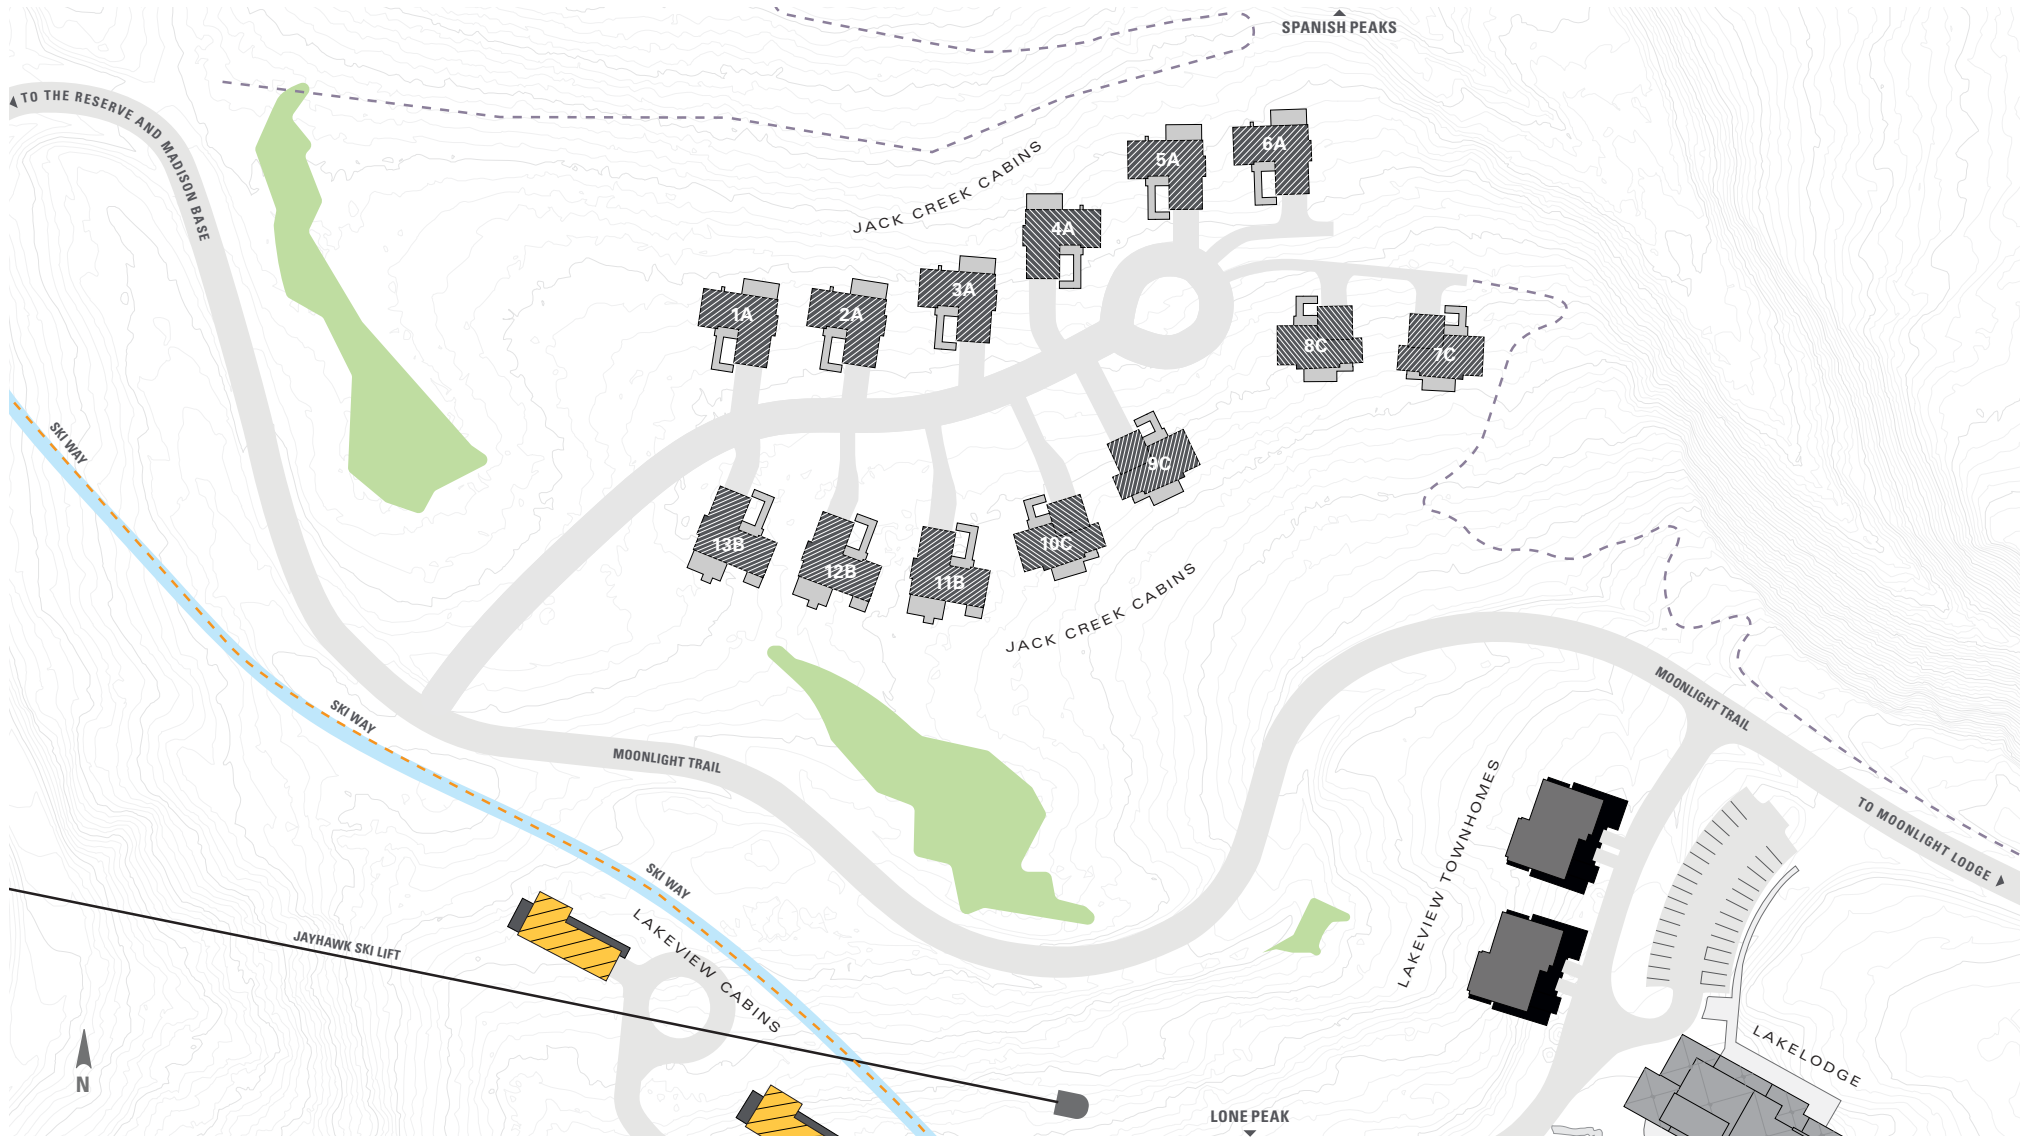 SPANISH PEAKS
TO THE RESERVE AND MADISON BASE
JACK CREEK CABINS
5A
6A
4A
3A
1A
2A
8C
7C
9C
SKI WAY
13B
12B
11B
10C
JACK CREEK CABINS
SKI WAY
MOONLIGHT TRAIL
MOONLIGHT TRAIL
LAKEVIEW TOWNHOMES
TO MOONLIGHT LODGE
SKI WAY
LAKEVIEW CABINS
JAYHAWK SKI LIFT
LAKELODGE
N
LONE PEAK